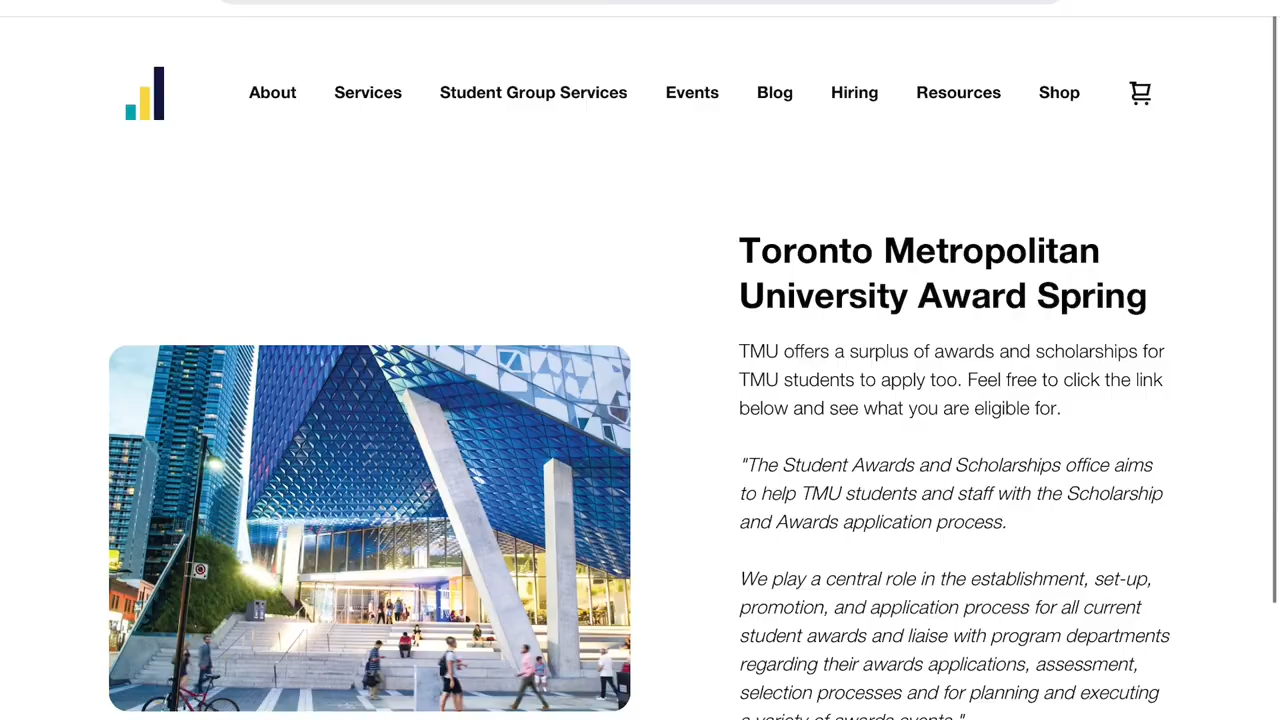 About Services Student Group Services Events Blog Hiring Resources Shop
Toronto Metropolitan
University Award Spring
TMU offers a surplus of awards and scholarships for
TMU students to apply too. Feel free to click the link
below and see what you are eligible for.
"The Student Awards and Scholarships office aims
to help TMU students and staff with the Scholarship
and Awards application process.
We play a central role in the establishment, set-up,
promotion, and application process for all current
student awards and liaise with program departments
regarding their awards applications, assessment,
selection processes and for planning and executing
a variety of awards events."